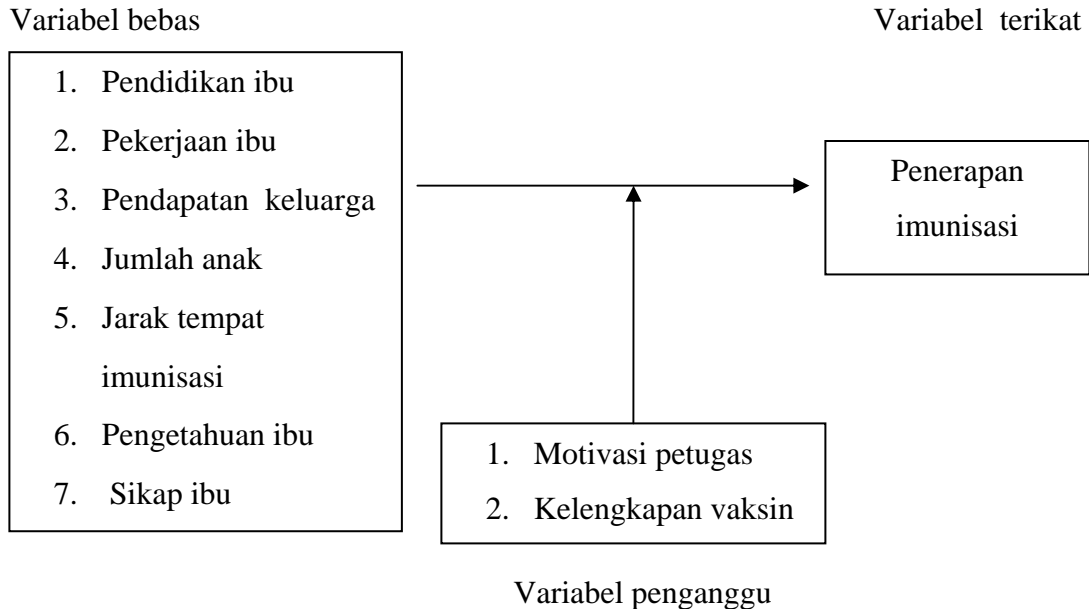 Variabel bebas
Variabel terikat
1. Pendidikan ibu
2. Pekerjaan ibu
3. Pendapatan keluarga
4. Jumlah anak
5. Jarak tempat
imunisasi
6. Pengetahuan ibu
7. Sikap ibu
Penerapan
imunisasi
1. Motivasi petugas
2. Kelengkapan vaksin
Variabel penganggu